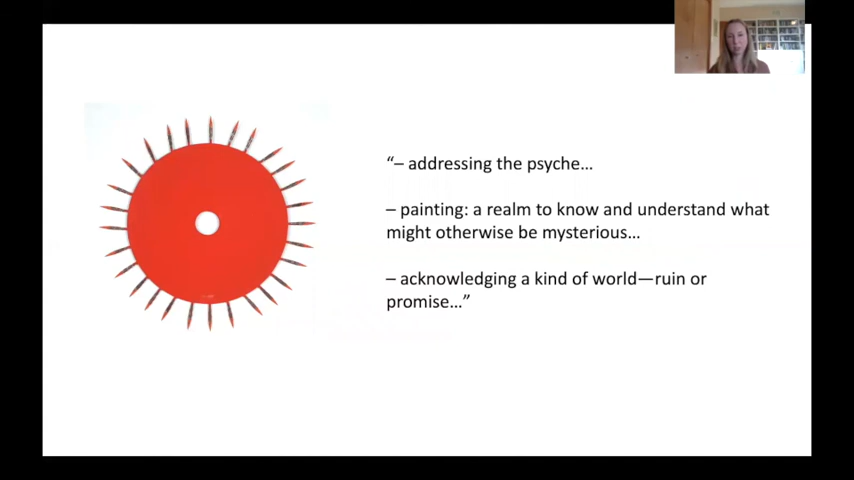 “– addressing the psyche…
– painting: a realm to know and understand what
might otherwise be mysterious…
– acknowledging a kind of world—ruin or
promise…”